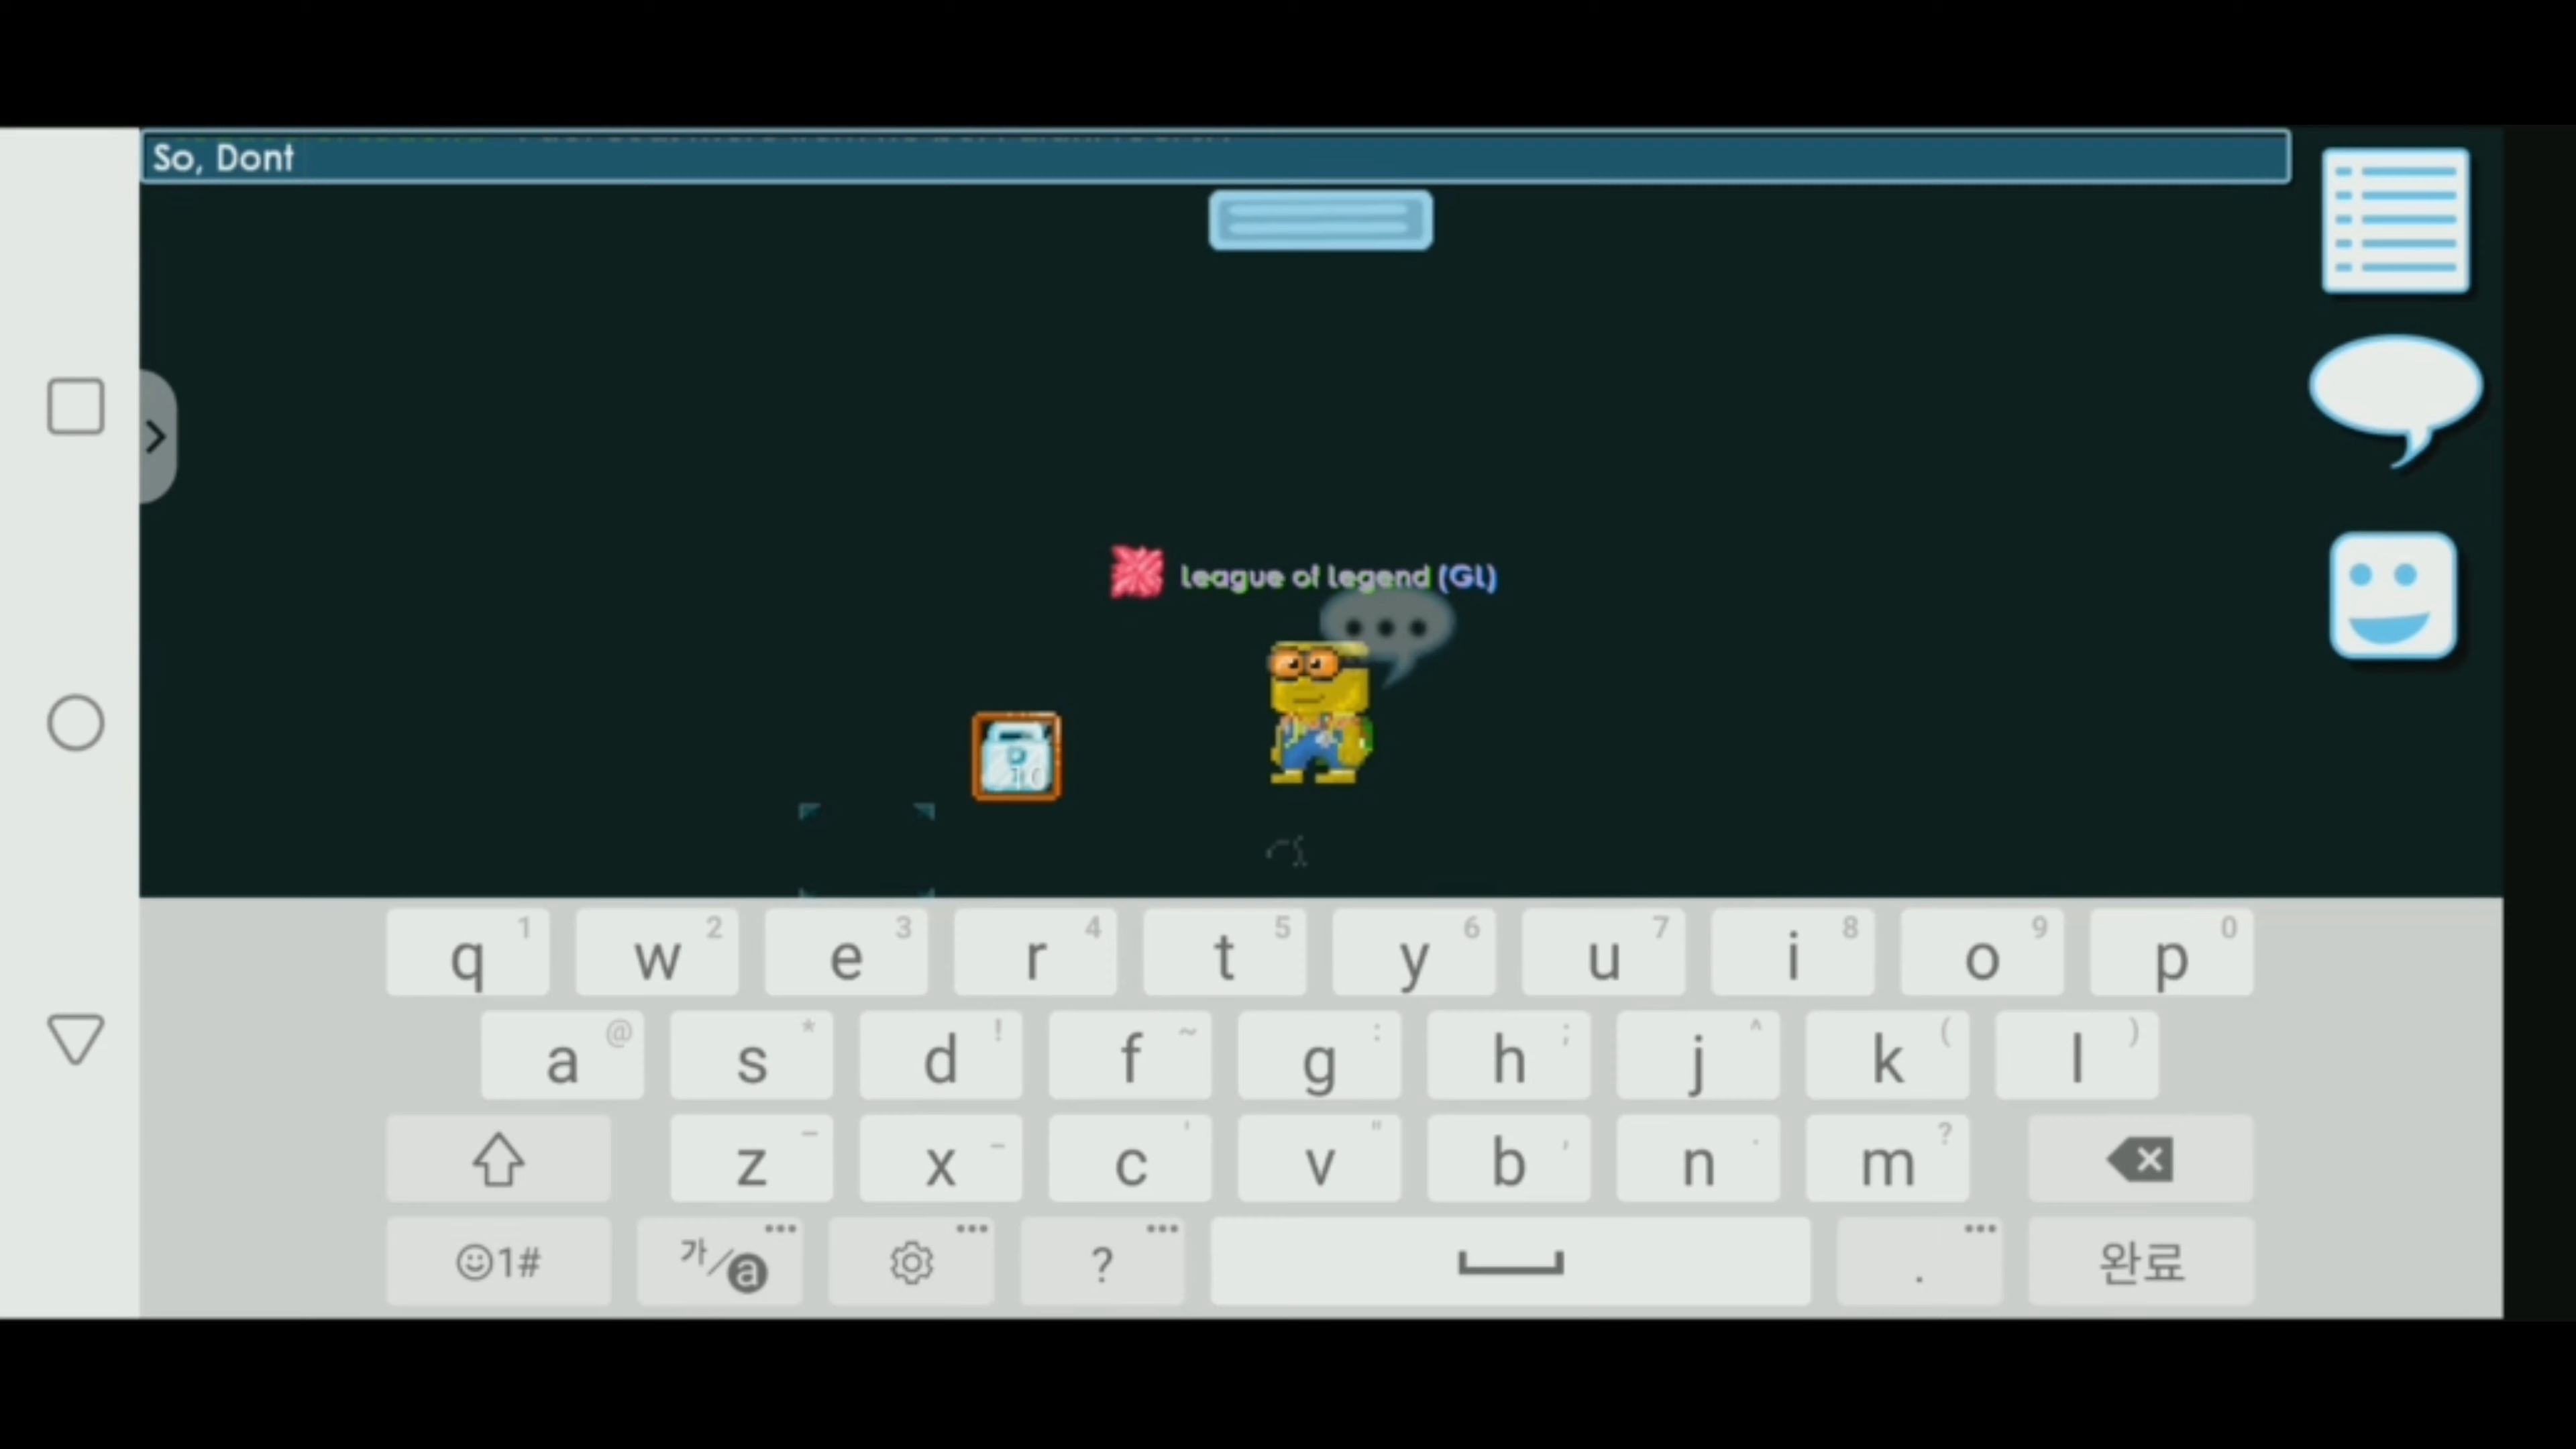 So, Dont
league of legend (GL)
D
10
1 2 3 4 5 6 7 8 9 0
q w e r t y u i o p
@ * ! ~ : ; ^ ( )
a s d f g h j k l
– _ ' " , . ?
z x c v b n m
1# 가/a ? .  완료